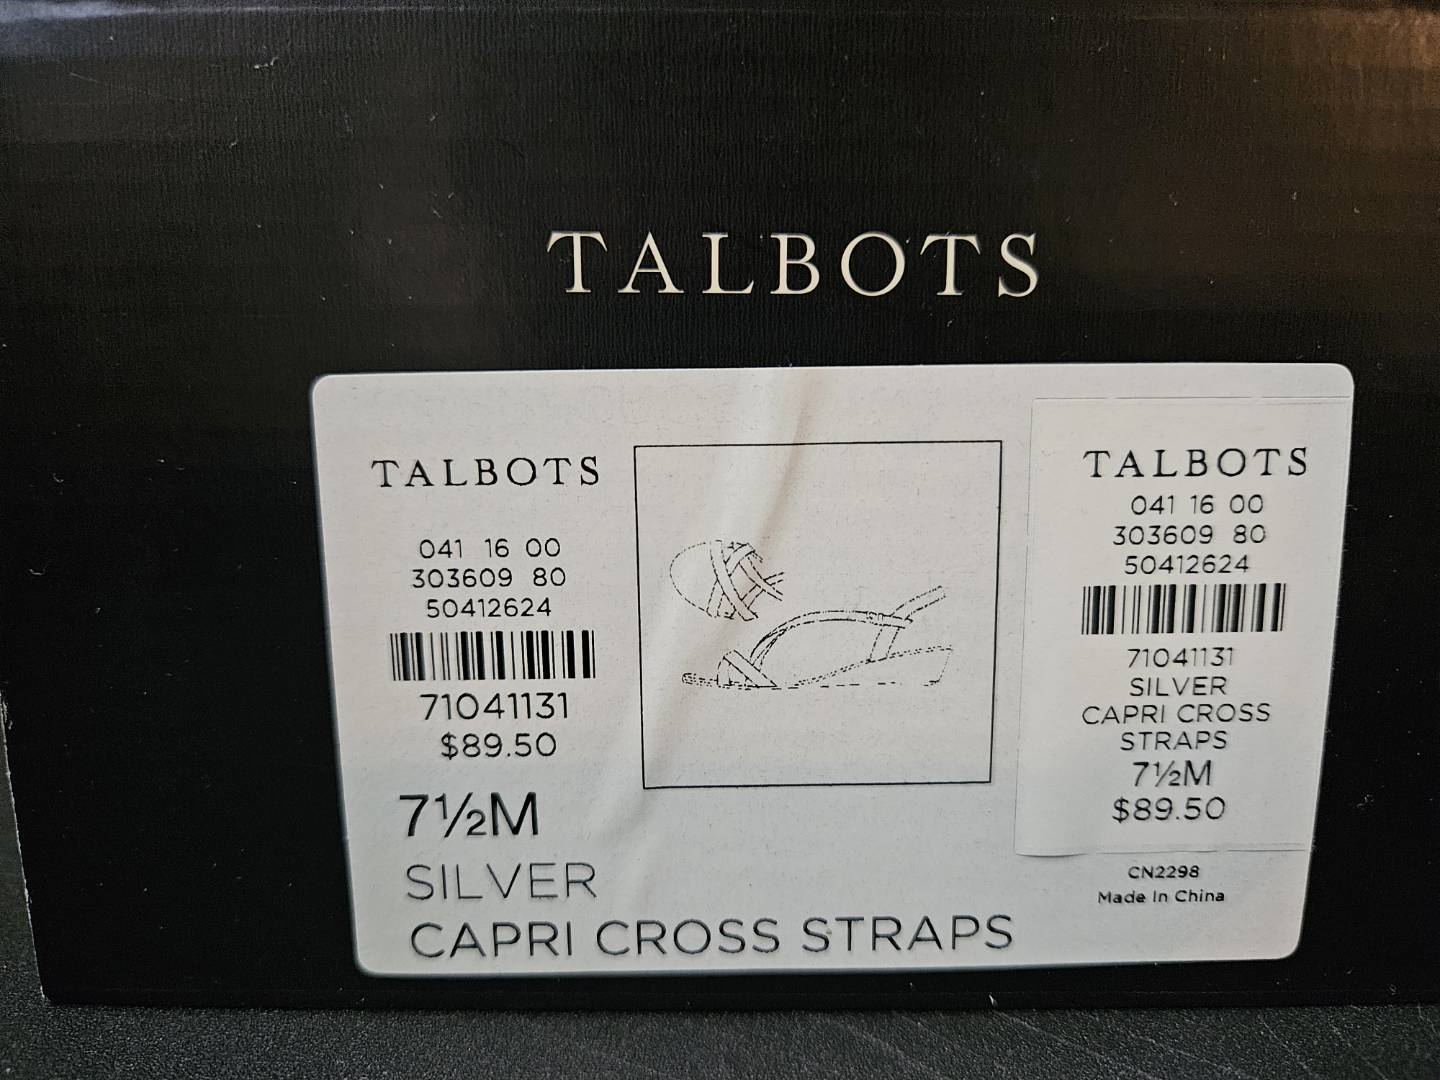 TALBOTS
TALBOTS
041 16 00
303609 80
50412624
71041131
$89.50
7½M
SILVER
CAPRI CROSS STRAPS
TALBOTS
041 16 00
303609 80
50412624
71041131
SILVER
CAPRI CROSS
STRAPS
7½M
$89.50
CN2298
Made In China